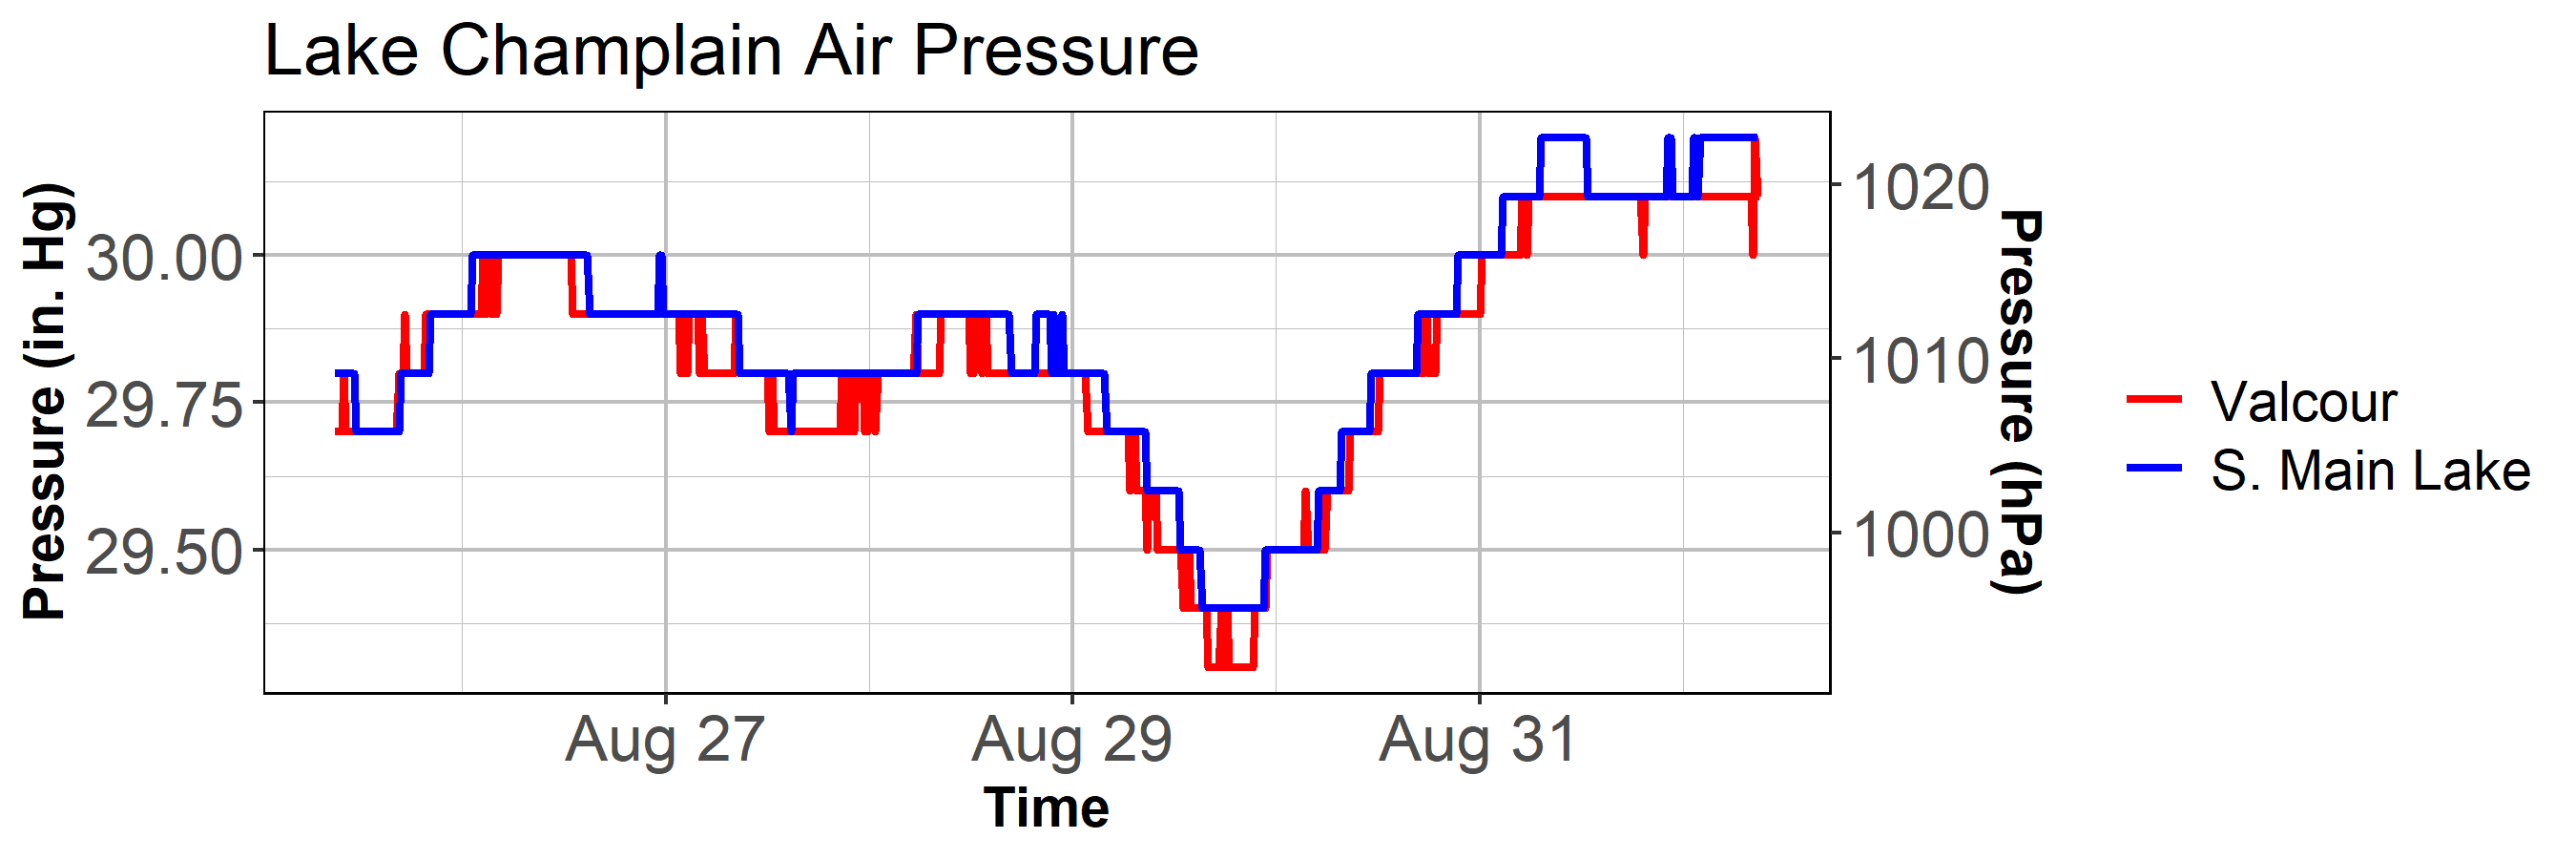 Lake Champlain Air Pressure
Pressure (in. Hg)
30.00
29.75
29.50
1020
1010
1000
Pressure (hPa)
Aug 27
Aug 29
Aug 31
Time
Valcour
S. Main Lake